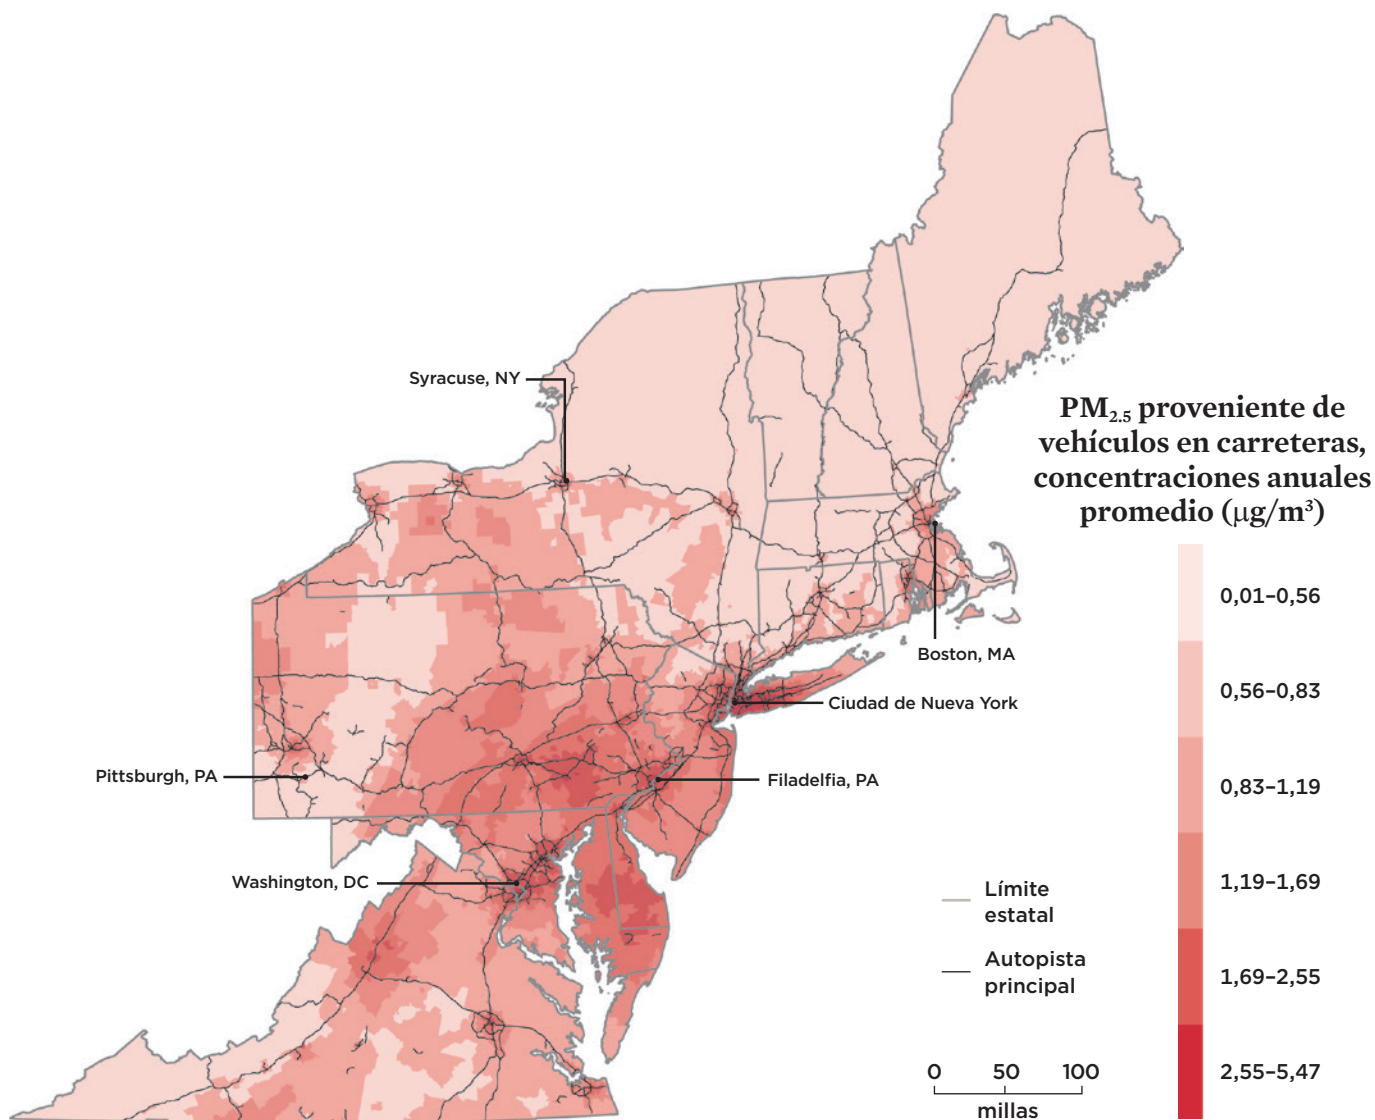 Syracuse, NY
PM2.5 proveniente de
vehículos en carreteras,
concentraciones anuales
promedio (μg/m³)
0,01–0,56
Boston, MA
0,56–0,83
Ciudad de Nueva York
Pittsburgh, PA
Filadelfia, PA
0,83–1,19
Washington, DC
Límite
estatal
1,19–1,69
Autopista
principal
1,69–2,55
0 50 100
millas
2,55–5,47